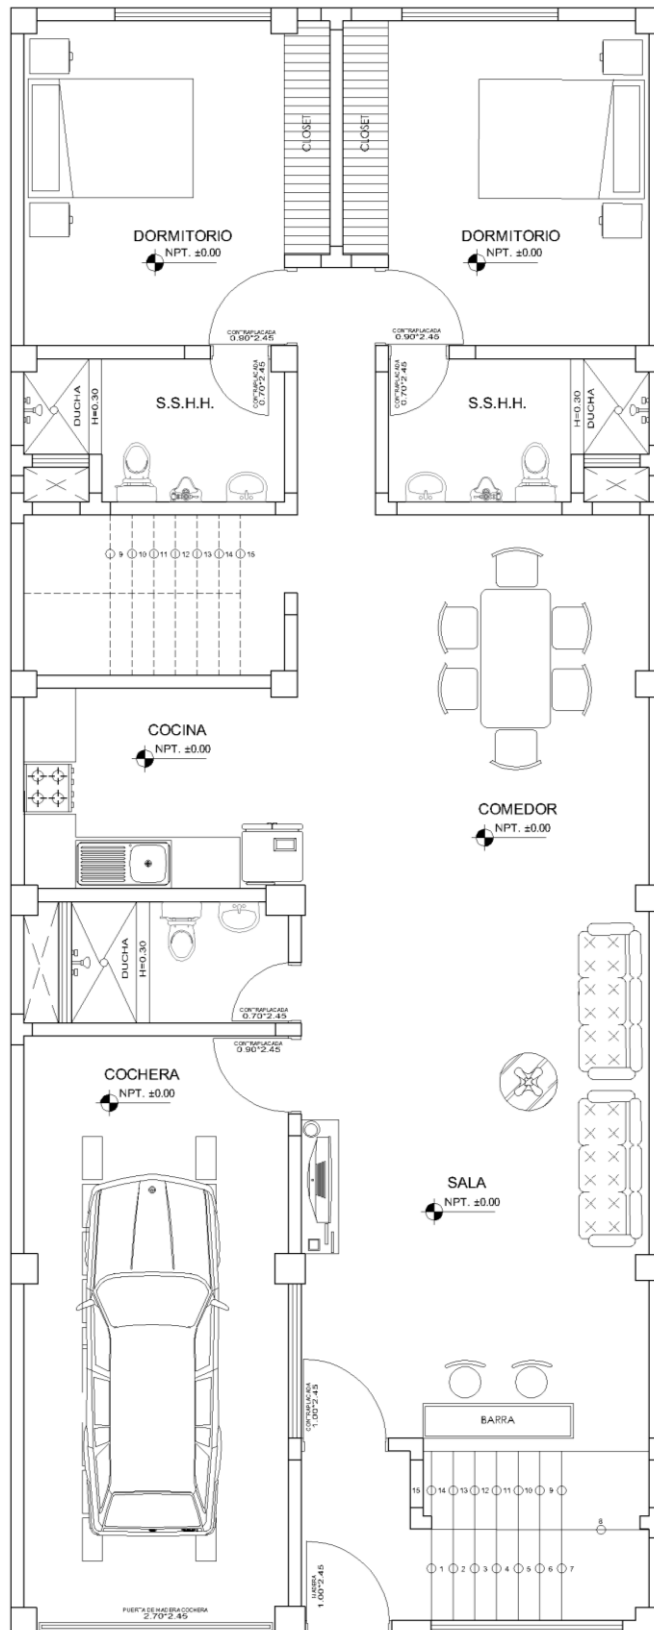 CLOSET
CLOSET
DORMITORIO
NPT. ±0.00
DORMITORIO
NPT. ±0.00
CONTRAPLACADA
0.90*2.45
CONTRAPLACADA
0.90*2.45
CONTRAPLACADA
0.70*2.45
CONTRAPLACADA
0.70*2.45
DUCHA
H=0.30
S.S.H.H.
S.S.H.H.
H=0.30
DUCHA
9 10 11 12 13 14 15
COCINA
NPT. ±0.00
COMEDOR
NPT. ±0.00
DUCHA
H=0.30
CONTRAPLACADA
0.70*2.45
CONTRAPLACADA
0.90*2.45
COCHERA
NPT. ±0.00
SALA
NPT. ±0.00
CONTRAPLACADA
1.00*2.45
BARRA
15 14 13 12 11 10 9
8
1 2 3 4 5 6 7
MADERA
1.00*2.45
PUERTA DE MADERA COCHERA
2.70*2.45